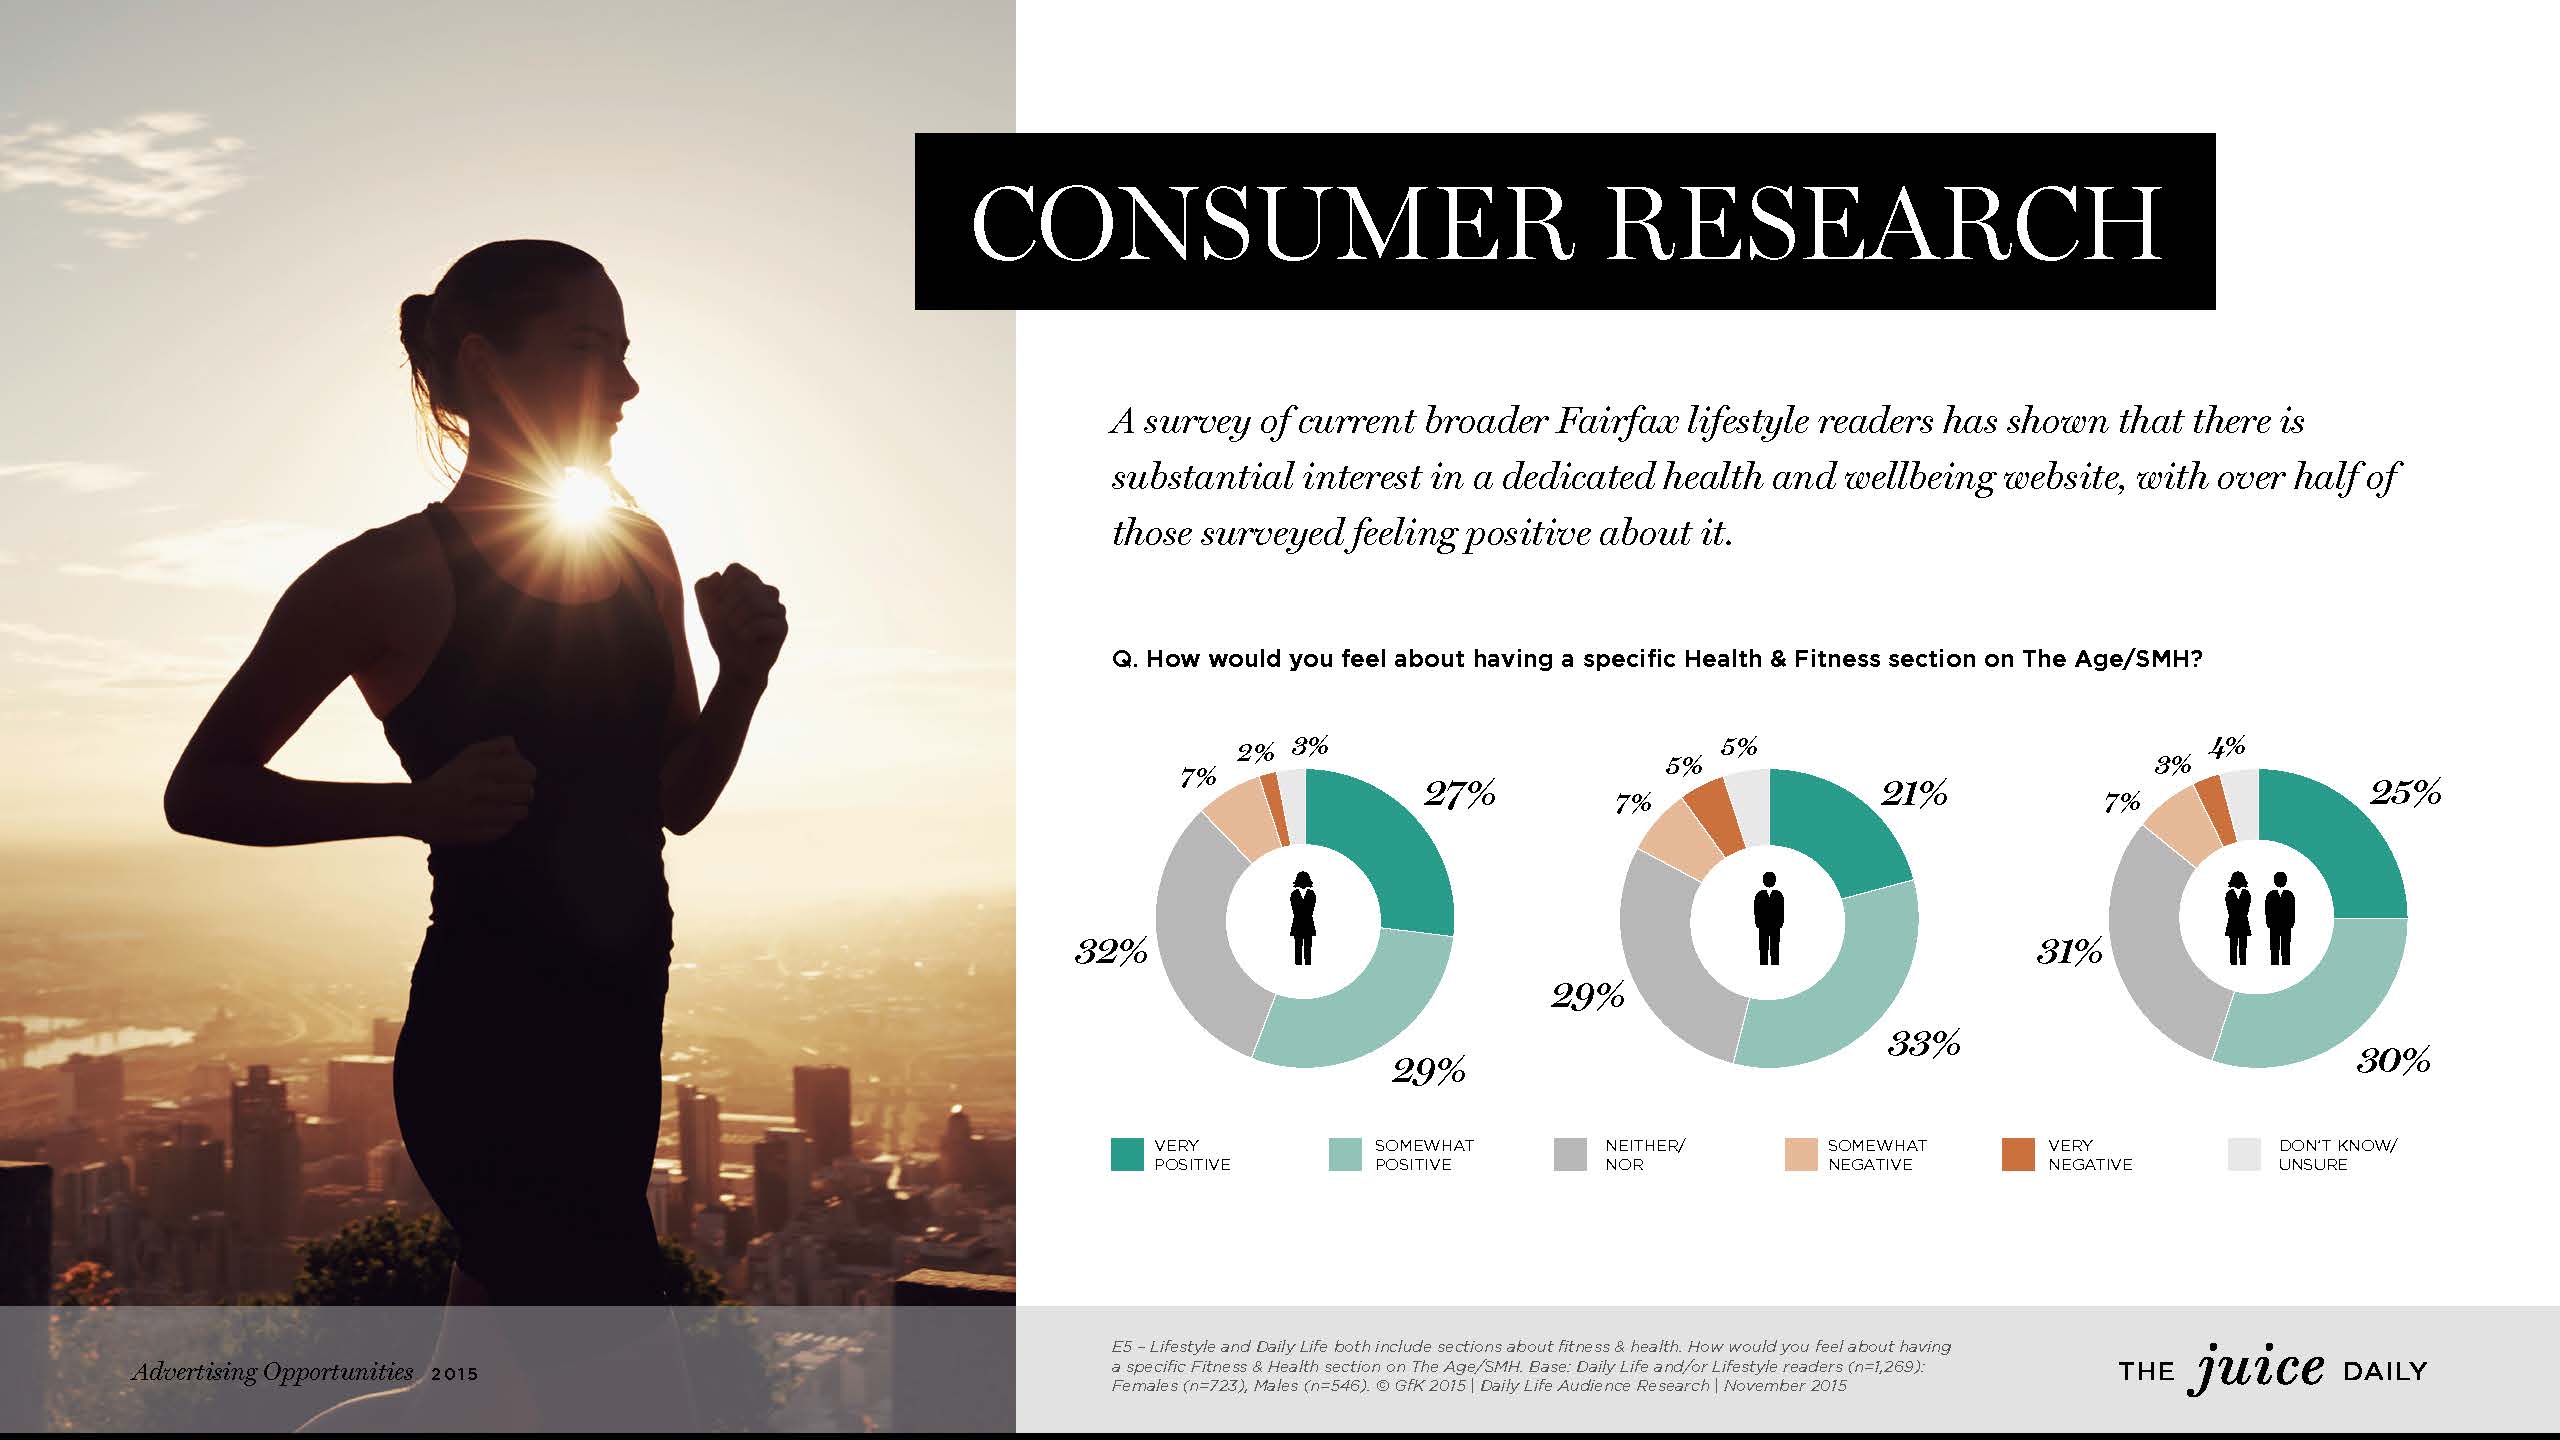 CONSUMER RESEARCH
A survey of current broader Fairfax lifestyle readers has shown that there is
substantial interest in a dedicated health and wellbeing website, with over half of
those surveyed feeling positive about it.
Q. How would you feel about having a specific Health & Fitness section on The Age/SMH?
7% 2% 3% 27%
32% 29%
7% 5% 5% 21%
29% 33%
7% 3% 4% 25%
31% 30%
VERY
POSITIVE
SOMEWHAT
POSITIVE
NEITHER/
NOR
SOMEWHAT
NEGATIVE
VERY
NEGATIVE
DON'T KNOW/
UNSURE
Advertising Opportunities 2015
E5 – Lifestyle and Daily Life both include sections about fitness & health. How would you feel about having
a specific Fitness & Health section on The Age/SMH. Base: Daily Life and/or Lifestyle readers (n=1,269):
Females (n=723), Males (n=546). © GfK 2015 | Daily Life Audience Research | November 2015
THE juice DAILY